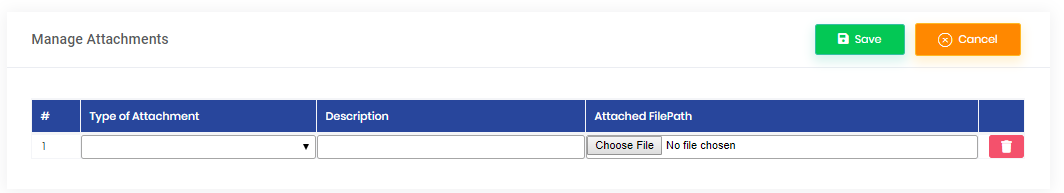 Manage Attachments
Save
Cancel
# Type of Attachment Description Attached FilePath
1 Choose File No file chosen